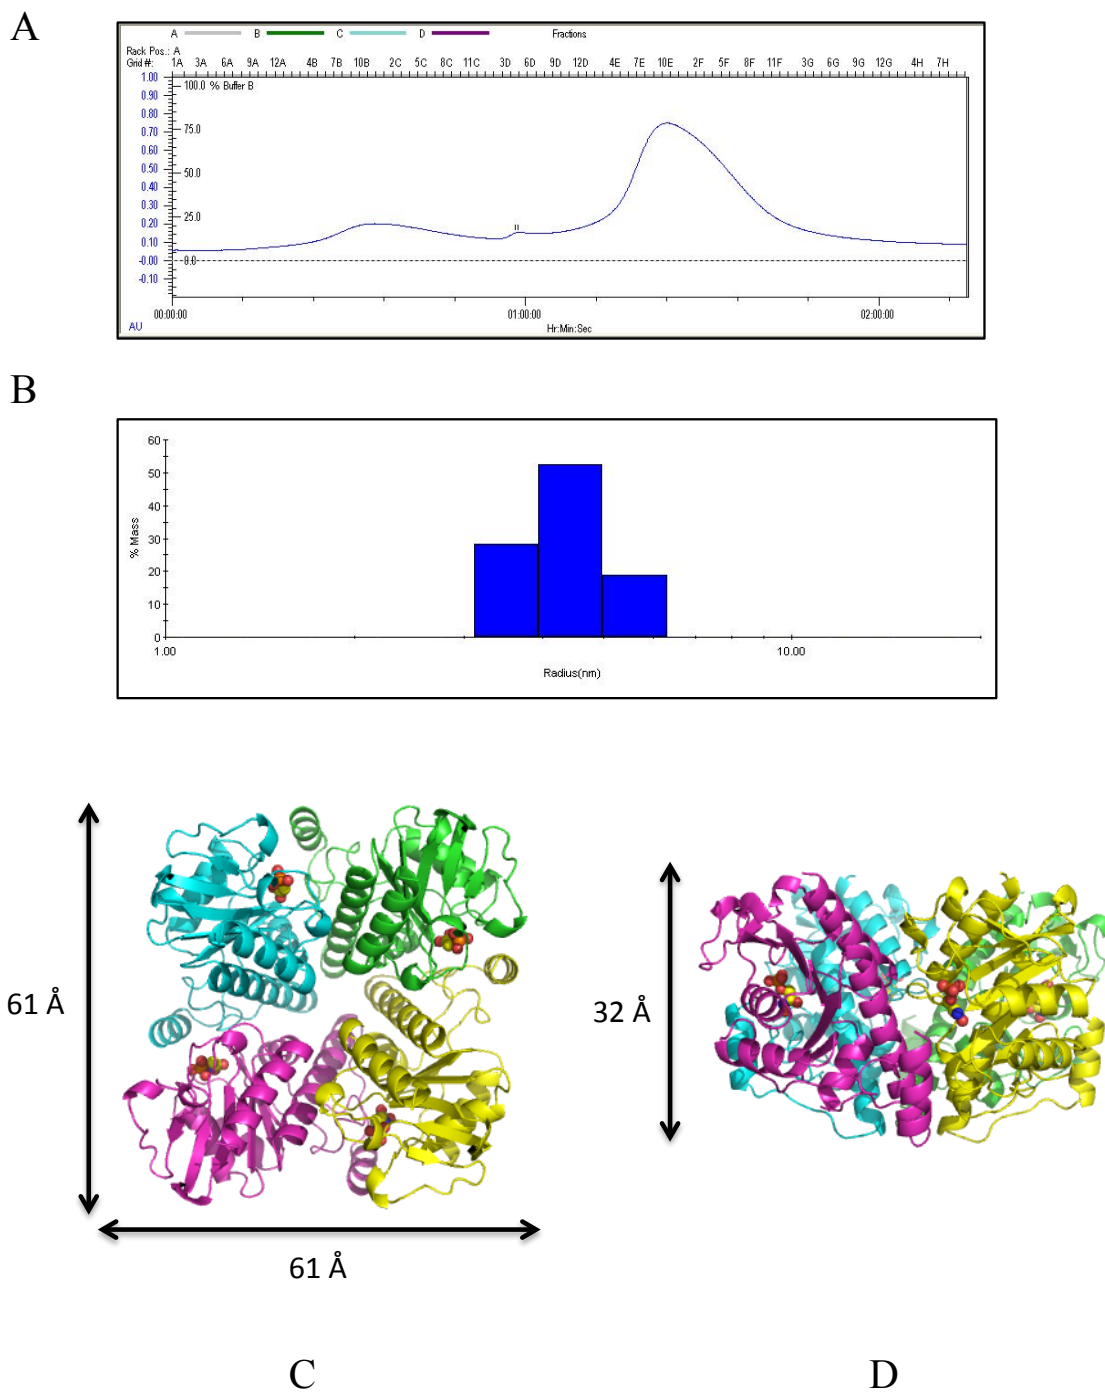 A
A B C D Fractions
Rack Pos.: A
Grid #: 1A 3A 6A 9A 12A 4B 7B 10B 2C 5C 8C 11C 3D 6D 9D 12D 4E 7E 10E 2F 5F 8F 11F 3G 6G 9G 12G 4H 7H
1.00
100.0 % Buffer B
0.90
0.80
75.0
0.70
0.60
0.50
50.0
0.40
0.30
25.0
0.20
0.10
-0.00
0.0
-0.10
00:00:00 01:00:00 02:00:00
AU
Hr:Min:Sec
B
60
50
40
30
20
10
0
% Mass
1.00 10.00
Radius(nm)
61 Å
32 Å
61 Å
C D